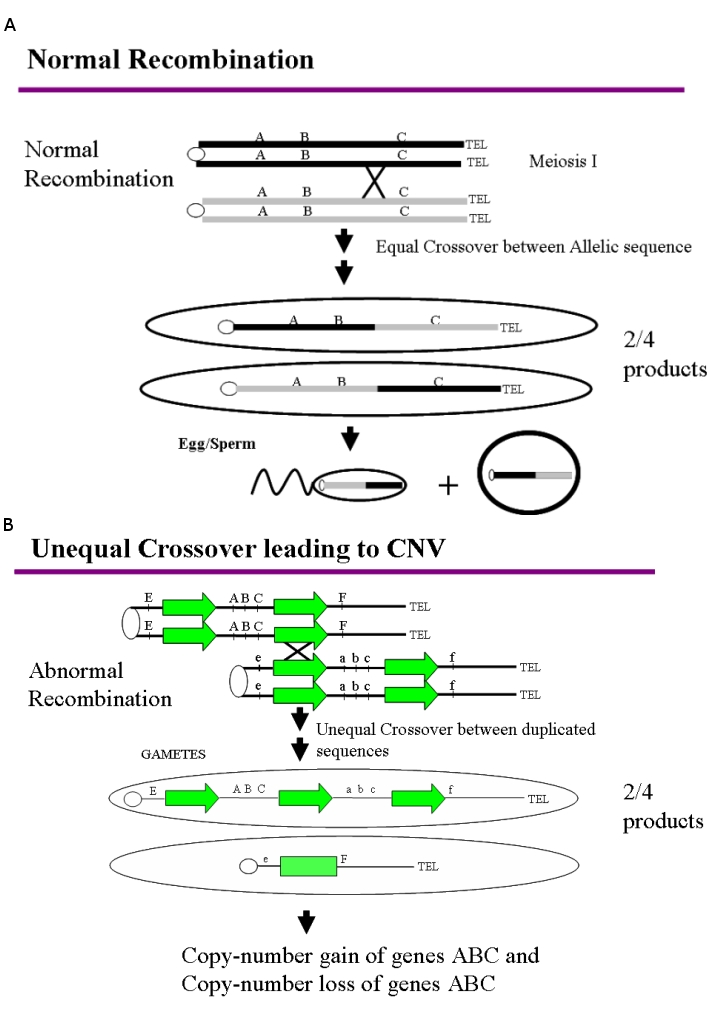 A
Normal Recombination
A B C TEL
Normal Recombination
A B C TEL
Meiosis I
A B C TEL
A B C TEL
Equal Crossover between Allelic sequence
A B C TEL
2/4
products
A B C TEL
Egg/Sperm
+
B
Unequal Crossover leading to CNV
E A B C F TEL
E A B C F TEL
e a b c f TEL
Abnormal
Recombination
e a b c f TEL
Unequal Crossover between duplicated
sequences
GAMETES
E A B C a b c f TEL
2/4
products
e F TEL
Copy-number gain of genes ABC and
Copy-number loss of genes ABC